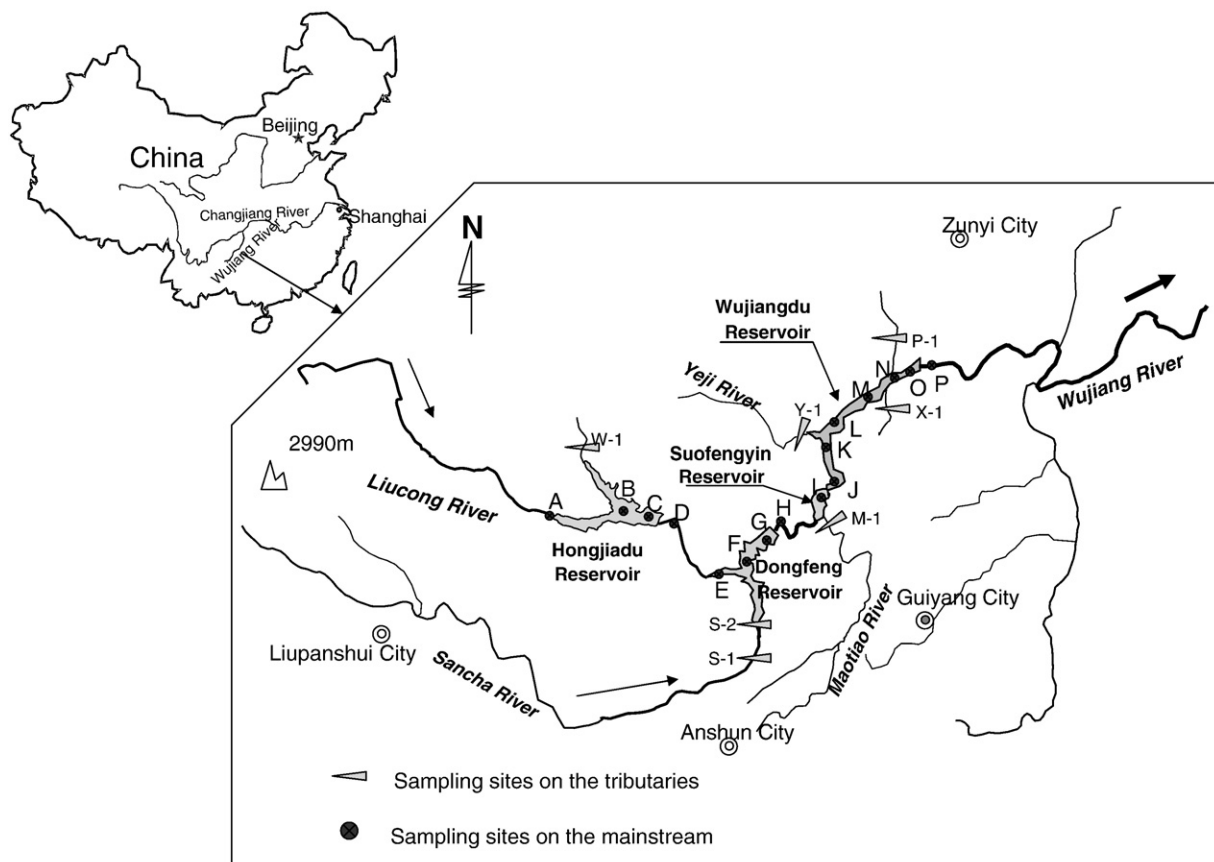 Beijing
China
Changjiang River
Shanghai
Wujiang River
N
Zunyi City
Wujiangdu
Reservoir
P-1
N
P
O
Wujiang River
Yeji River
M
X-1
Y-1
L
K
2990m
W-1
Suofengyin
Reservoir
Liucong River
A
B
C
D
I
J
H
M-1
G
F
Hongjiadu
Reservoir
E
Dongfeng
Reservoir
Guiyang City
S-2
Maotiao River
Liupanshui City
S-1
Sancha River
Anshun City
Sampling sites on the tributaries
Sampling sites on the mainstream